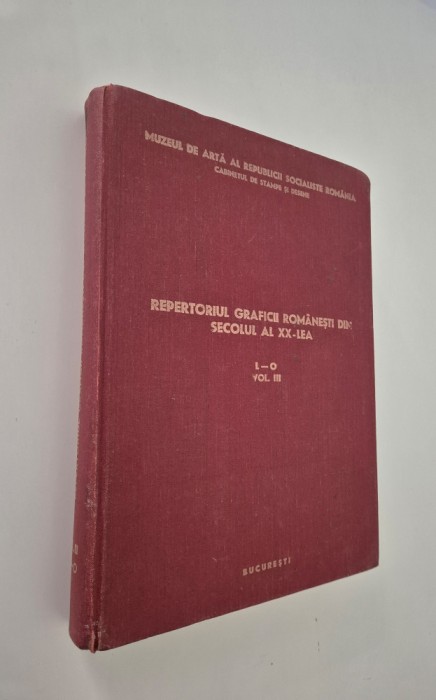 MUZEUL DE ARTĂ AL REPUBLICII SOCIALISTE ROMÂNIA
CABINETUL DE STAMPE ȘI DESENE
REPERTORIUL GRAFICII ROMÂNEȘTI DIN
SECOLUL AL XX-LEA
L—O
VOL. III
BUCUREȘTI